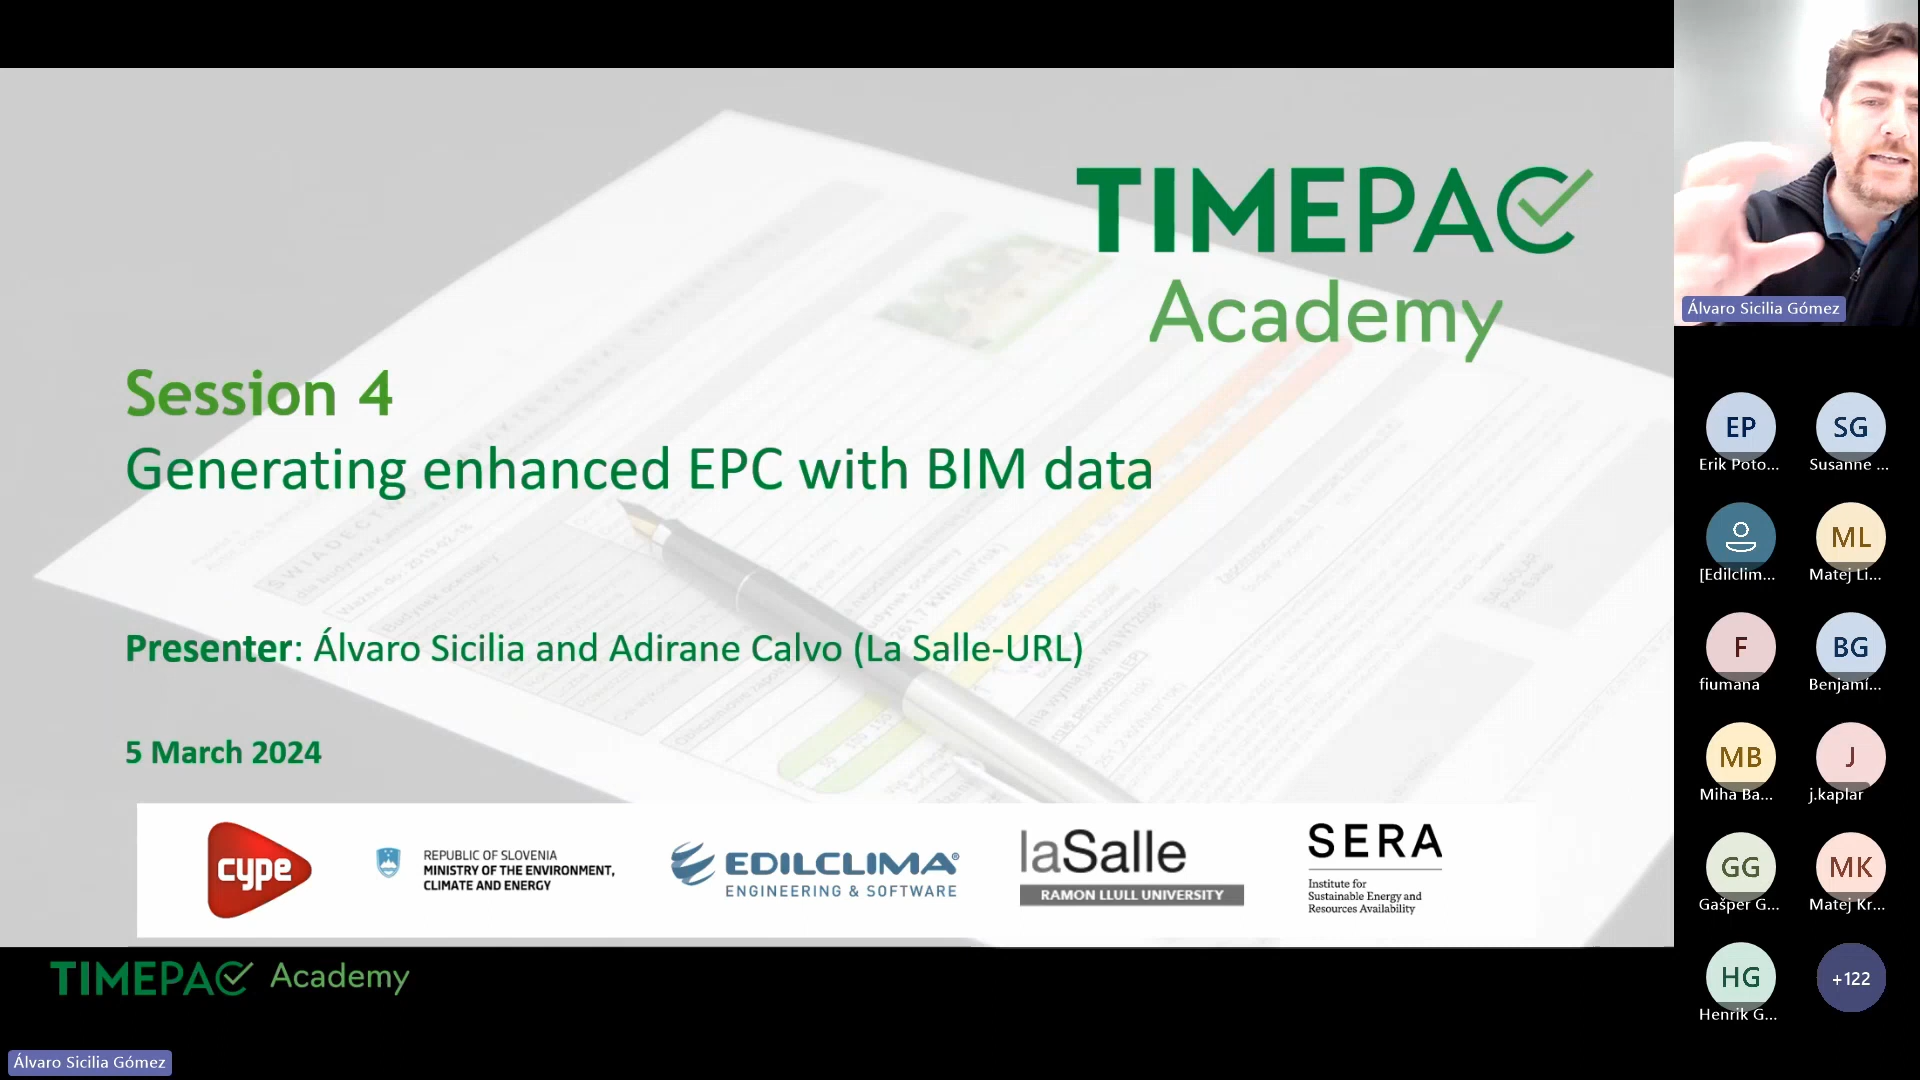 TIMEPAC
Academy
Session 4
Generating enhanced EPC with BIM data
Presenter: Álvaro Sicilia and Adirane Calvo (La Salle-URL)
5 March 2024
cype
REPUBLIC OF SLOVENIA
MINISTRY OF THE ENVIRONMENT,
CLIMATE AND ENERGY
EDILCLIMA®
ENGINEERING & SOFTWARE
laSalle
RAMON LLULL UNIVERSITY
SERA
Institute for
Sustainable Energy and
Resources Availability
TIMEPAC Academy
Álvaro Sicilia Gómez
Álvaro Sicilia Gómez
EP
Erik Poto...
SG
Susanne ...
[Edilclim...
ML
Matej Li...
F
fiumana
BG
Benjamí...
MB
Miha Ba...
J
j.kaplar
GG
Gašper G...
MK
Matej Kr...
HG
Henrik G...
+122